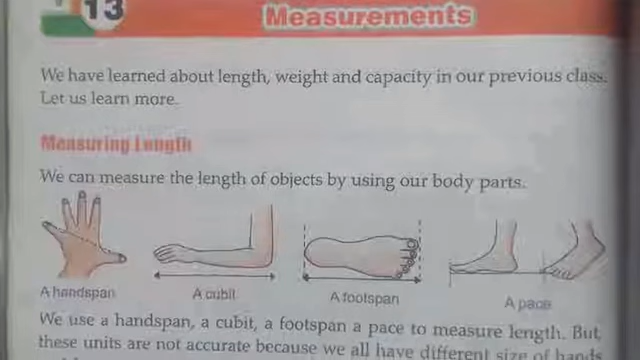 13
Measurements
We have learned about length, weight and capacity in our previous class.
Let us learn more.
Measuring Length
We can measure the length of objects by using our body parts.
A handspan
A cubit
A footspan
A pace
We use a handspan, a cubit, a footspan a pace to measure length. But
these units are not accurate because we all have different size of hands